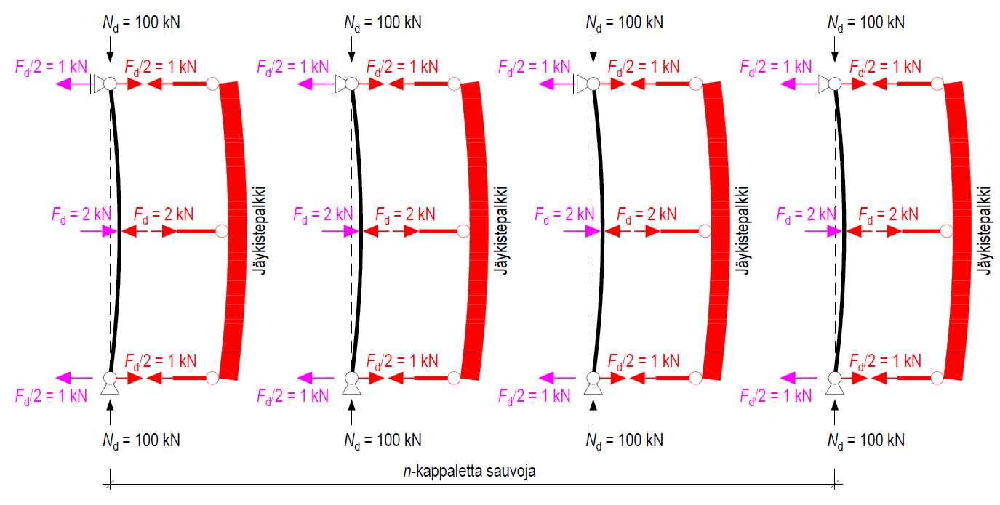 Nd = 100 kN Nd = 100 kN Nd = 100 kN Nd = 100 kN
Fd/2 = 1 kN Fd/2 = 1 kN Fd/2 = 1 kN Fd/2 = 1 kN Fd/2 = 1 kN Fd/2 = 1 kN Fd/2 = 1 kN Fd/2 = 1 kN
Fd = 2 kN Fd = 2 kN Fd = 2 kN Fd = 2 kN Fd = 2 kN Fd = 2 kN Fd = 2 kN Fd = 2 kN
Jäykistepalkki
Jäykistepalkki
Jäykistepalkki
Jäykistepalkki
Fd/2 = 1 kN Fd/2 = 1 kN Fd/2 = 1 kN Fd/2 = 1 kN
Fd/2 = 1 kN Fd/2 = 1 kN Fd/2 = 1 kN Fd/2 = 1 kN
Nd = 100 kN Nd = 100 kN Nd = 100 kN Nd = 100 kN
n-kappaletta sauvoja